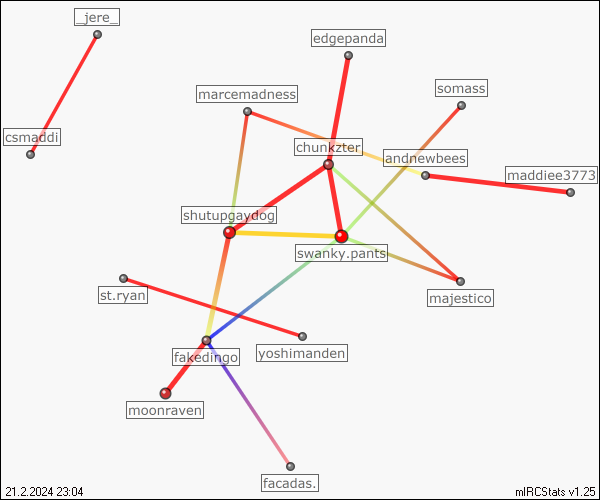 _jere_
edgepanda
marcemadness
somass
csmaddi
chunkzter
andnewbees
maddiee3773
shutupgaydog
swanky.pants
st.ryan
majestico
fakedingo
yoshimanden
moonraven
facadas.
21.2.2024 23:04
mIRCStats v1.25